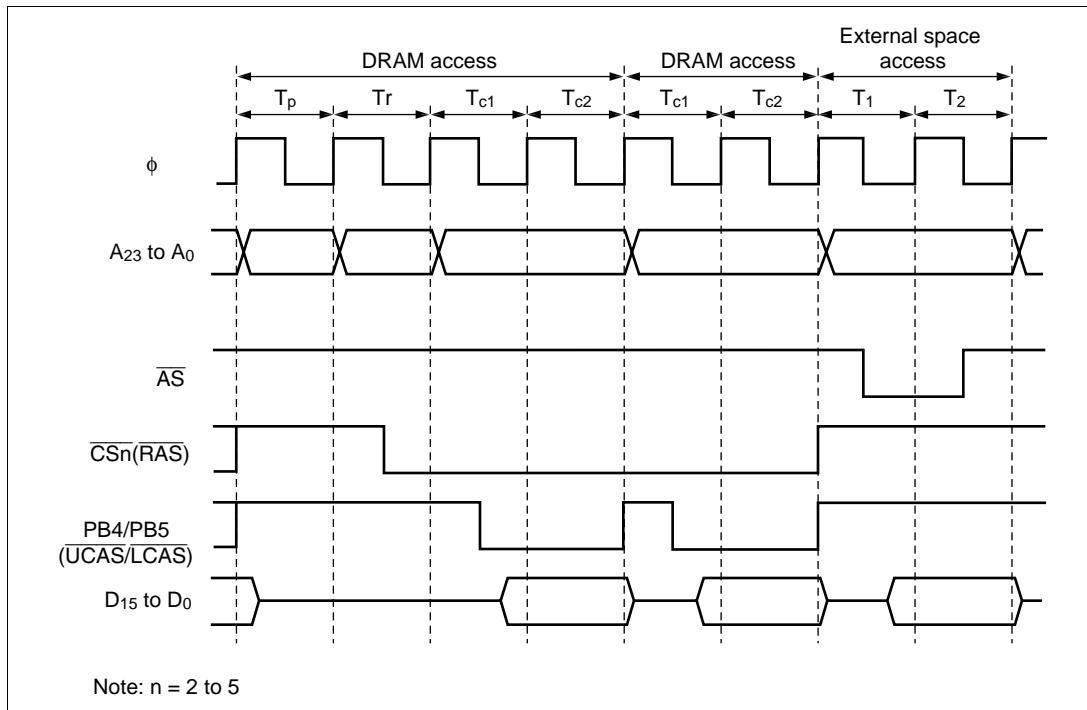 External space
DRAM access DRAM access access
Tp Tr Tc1 Tc2 Tc1 Tc2 T1 T2
ϕ
A23 to A0
AS
CSn(RAS)
PB4/PB5
(UCAS/LCAS)
D15 to D0
Note: n = 2 to 5